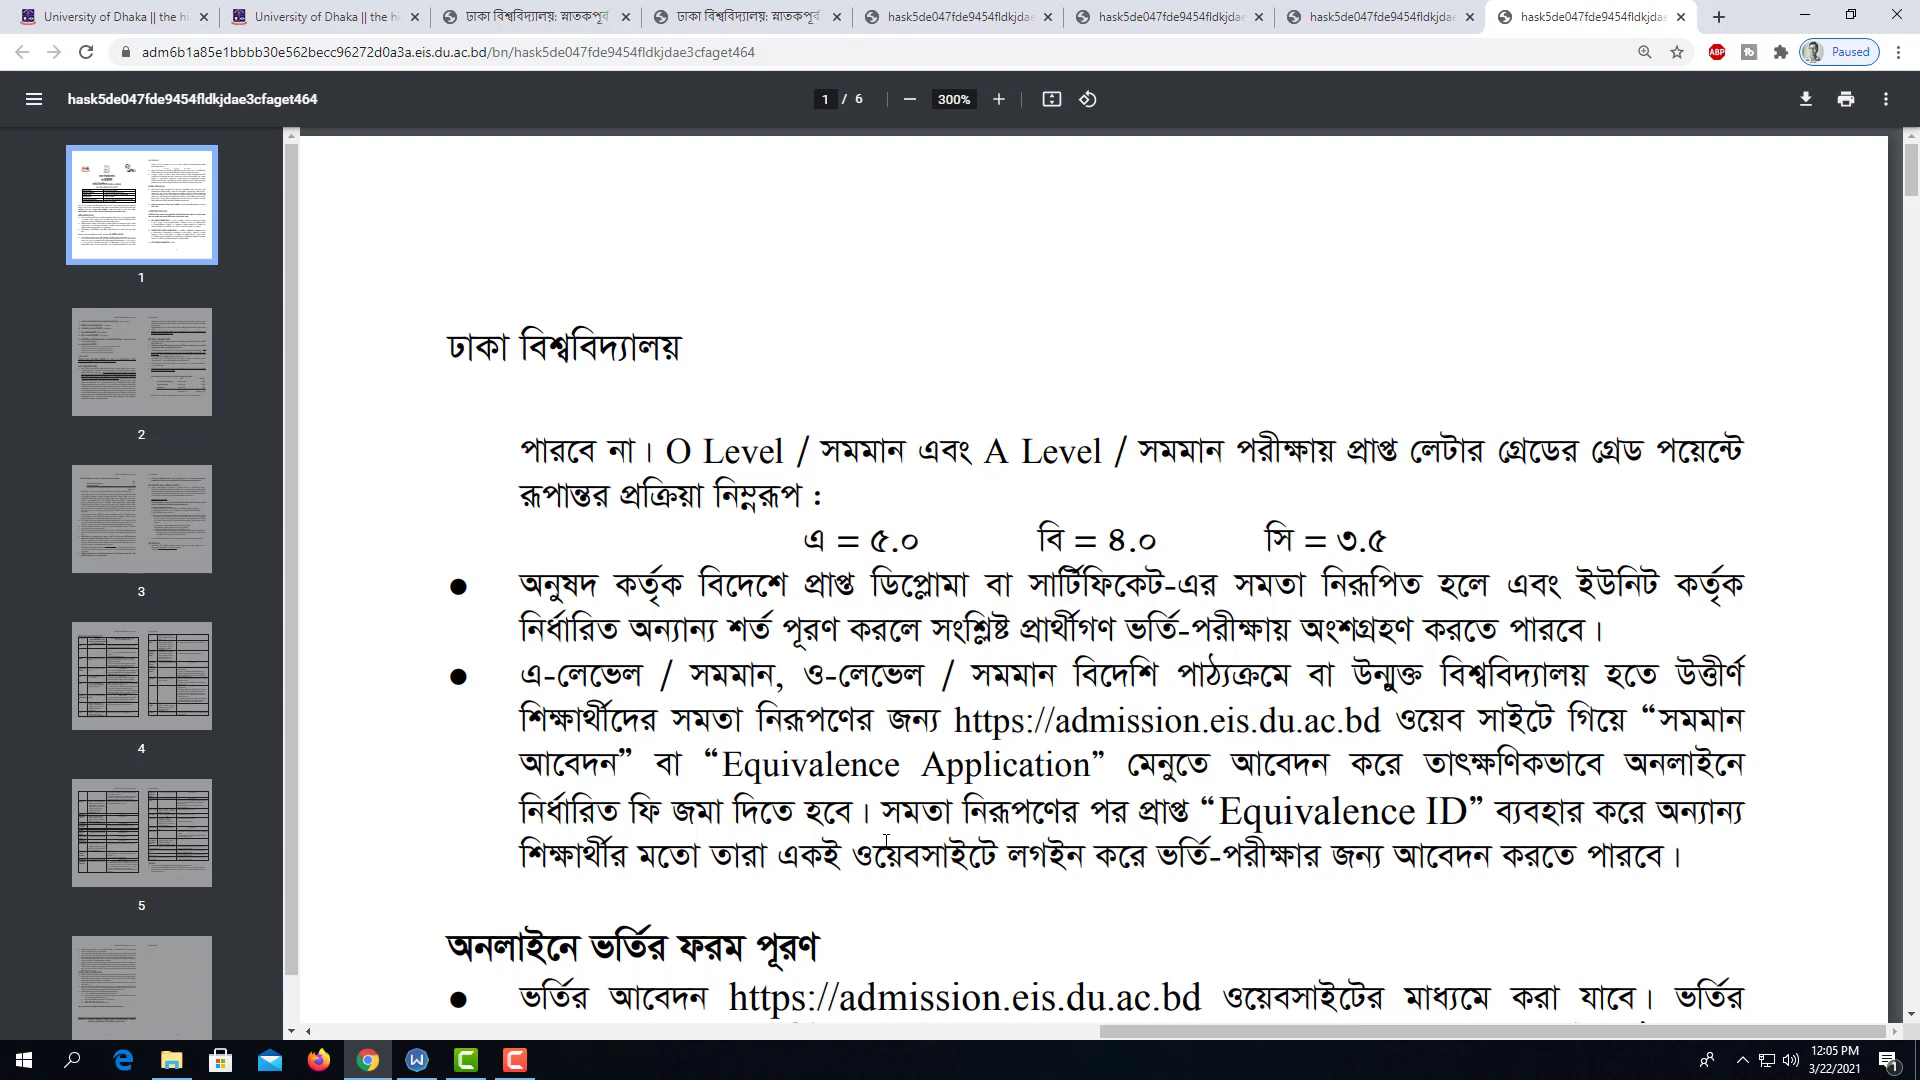 University of Dhaka || the hi
University of Dhaka || the hi
ঢাকা বিশ্ববিদ্যালয়: স্নাতকপূর্ব
ঢাকা বিশ্ববিদ্যালয়: স্নাতকপূর্ব
hask5de047fde9454fldkjdae
hask5de047fde9454fldkjdae
hask5de047fde9454fldkjdae
hask5de047fde9454fldkjdae
adm6b1a85e1bbbb30e562becc96272d0a3a.eis.du.ac.bd/bn/hask5de047fde9454fldkjdae3cfaget464
ABP
Paused
hask5de047fde9454fldkjdae3cfaget464
1 / 6
300%
1
2
3
4
5
ঢাকা বিশ্ববিদ্যালয়
পারবে না। O Level / সমমান এবং A Level / সমমান পরীক্ষায় প্রাপ্ত লেটার গ্রেডের গ্রেড পয়েন্টে
রূপান্তর প্রক্রিয়া নিম্নরূপ :
এ = ৫.০ বি = ৪.০ সি = ৩.৫
● অনুষদ কর্তৃক বিদেশে প্রাপ্ত ডিপ্লোমা বা সার্টিফিকেট-এর সমতা নিরূপিত হলে এবং ইউনিট কর্তৃক
নির্ধারিত অন্যান্য শর্ত পূরণ করলে সংশ্লিষ্ট প্রার্থীগণ ভর্তি-পরীক্ষায় অংশগ্রহণ করতে পারবে।
● এ-লেভেল / সমমান, ও-লেভেল / সমমান বিদেশি পাঠ্যক্রমে বা উন্মুক্ত বিশ্ববিদ্যালয় হতে উত্তীর্ণ
শিক্ষার্থীদের সমতা নিরূপণের জন্য https://admission.eis.du.ac.bd ওয়েব সাইটে গিয়ে “সমমান
আবেদন” বা “Equivalence Application” মেনুতে আবেদন করে তাৎক্ষণিকভাবে অনলাইনে
নির্ধারিত ফি জমা দিতে হবে। সমতা নিরূপণের পর প্রাপ্ত “Equivalence ID” ব্যবহার করে অন্যান্য
শিক্ষার্থীর মতো তারা একই ওয়েবসাইটে লগইন করে ভর্তি-পরীক্ষার জন্য আবেদন করতে পারবে।
অনলাইনে ভর্তির ফরম পূরণ
● ভর্তির আবেদন https://admission.eis.du.ac.bd ওয়েবসাইটের মাধ্যমে করা যাবে। ভর্তির
12:05 PM
3/22/2021
1